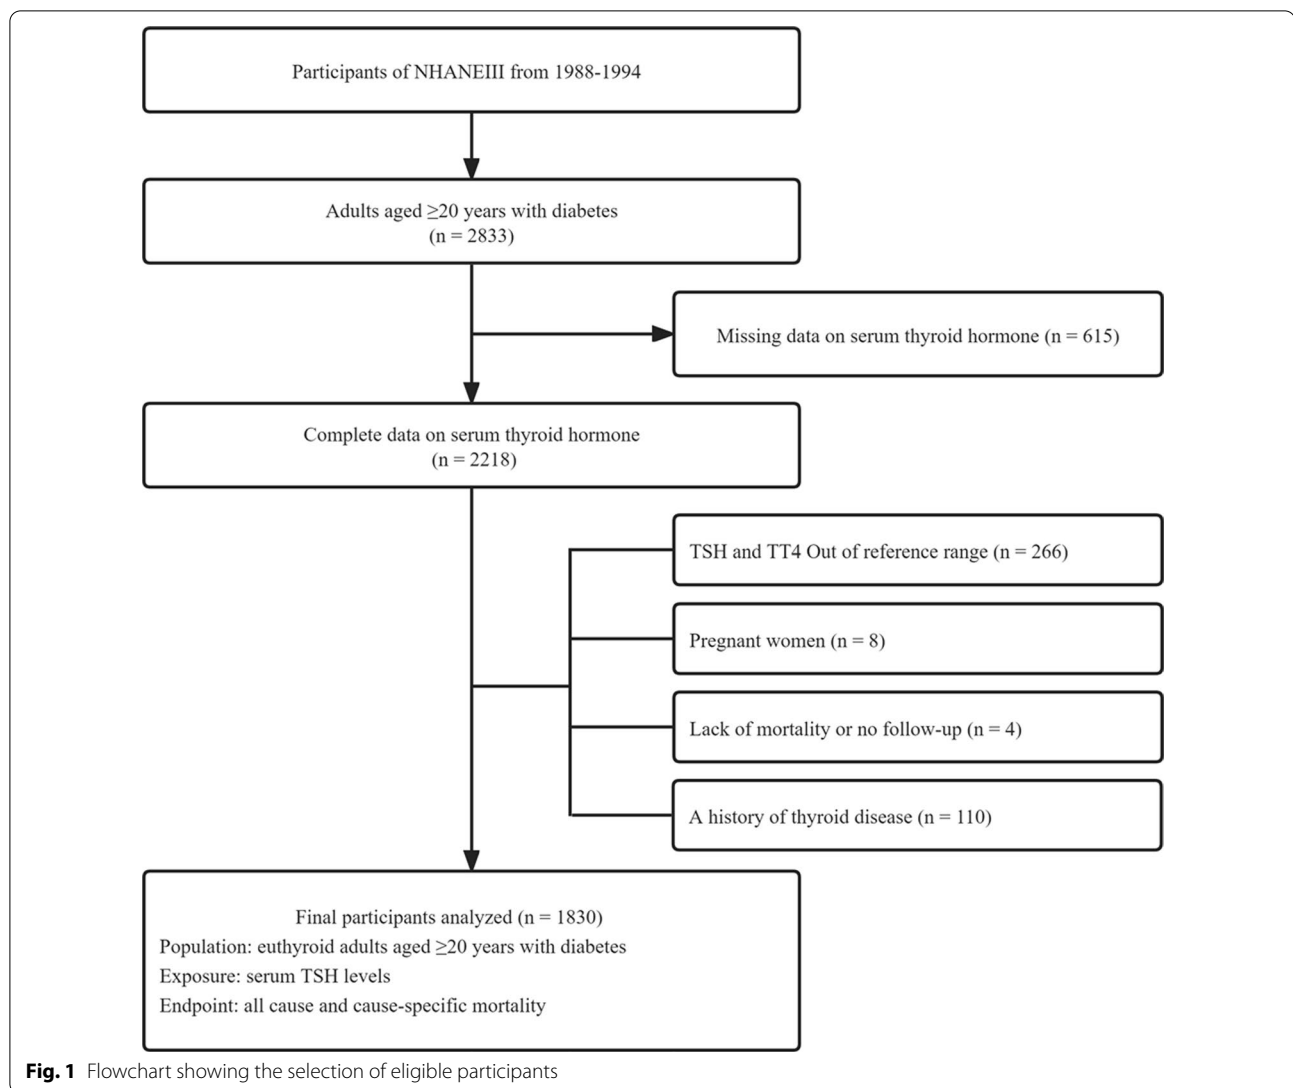 Participants of NHANEIII from 1988-1994
Adults aged ≥20 years with diabetes
(n = 2833)
Missing data on serum thyroid hormone (n = 615)
Complete data on serum thyroid hormone
(n = 2218)
TSH and TT4 Out of reference range (n = 266)
Pregnant women (n = 8)
Lack of mortality or no follow-up (n = 4)
A history of thyroid disease (n = 110)
Final participants analyzed (n = 1830)
Population: euthyroid adults aged ≥20 years with diabetes
Exposure: serum TSH levels
Endpoint: all cause and cause-specific mortality
Fig. 1 Flowchart showing the selection of eligible participants